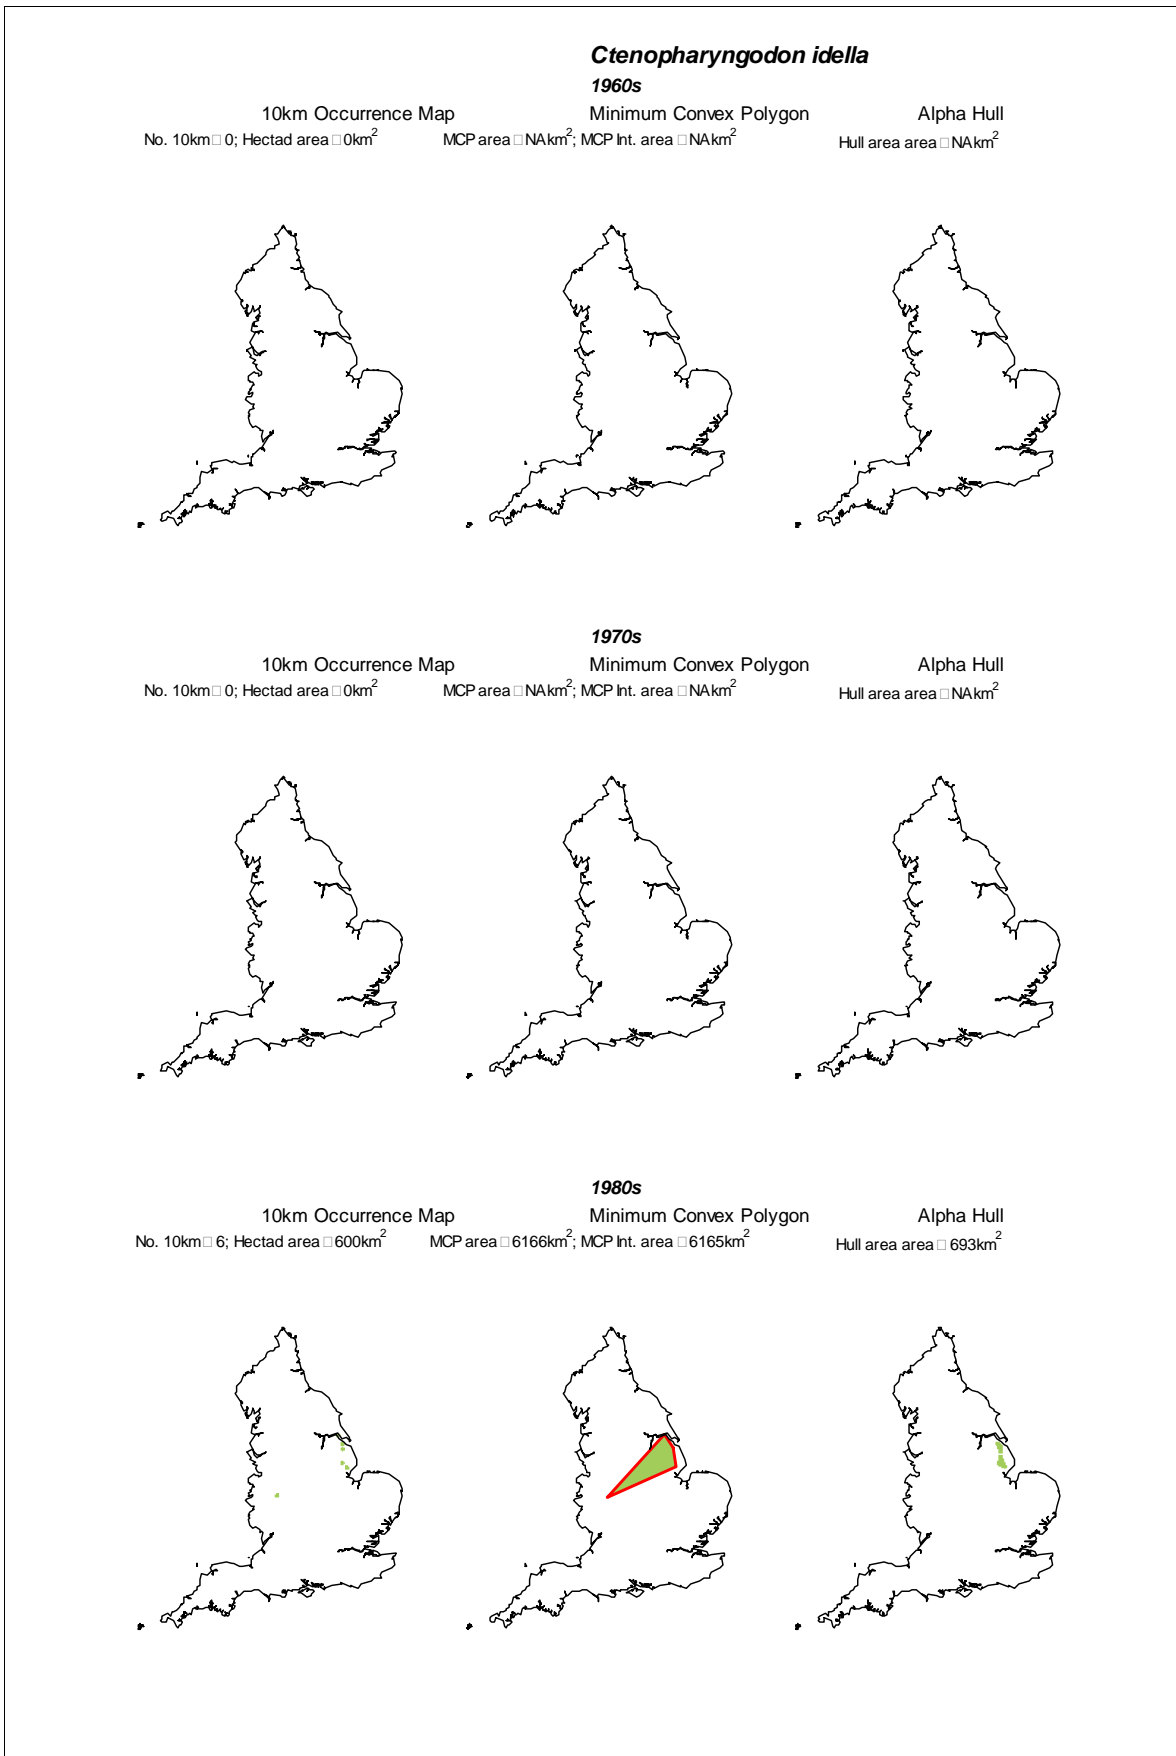 Ctenopharyngodon idella
1960s
10km Occurrence Map Minimum Convex Polygon Alpha Hull
No. 10km□0; Hectad area□0km² MCP area□NAkm²; MCP Int. area□NAkm² Hull area area□NAkm²
1970s
10km Occurrence Map Minimum Convex Polygon Alpha Hull
No. 10km□0; Hectad area□0km² MCP area□NAkm²; MCP Int. area□NAkm² Hull area area□NAkm²
1980s
10km Occurrence Map Minimum Convex Polygon Alpha Hull
No. 10km□6; Hectad area□600km² MCP area□6166km²; MCP Int. area□6165km² Hull area area□693km²